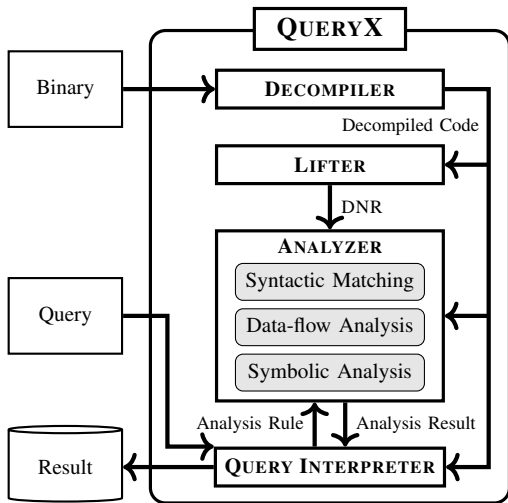 QUERYX
Binary
DECOMPILER
Decompiled Code
LIFTER
DNR
ANALYZER
Syntactic Matching
Query
Data-flow Analysis
Symbolic Analysis
Analysis Rule
Analysis Result
Result
QUERY INTERPRETER